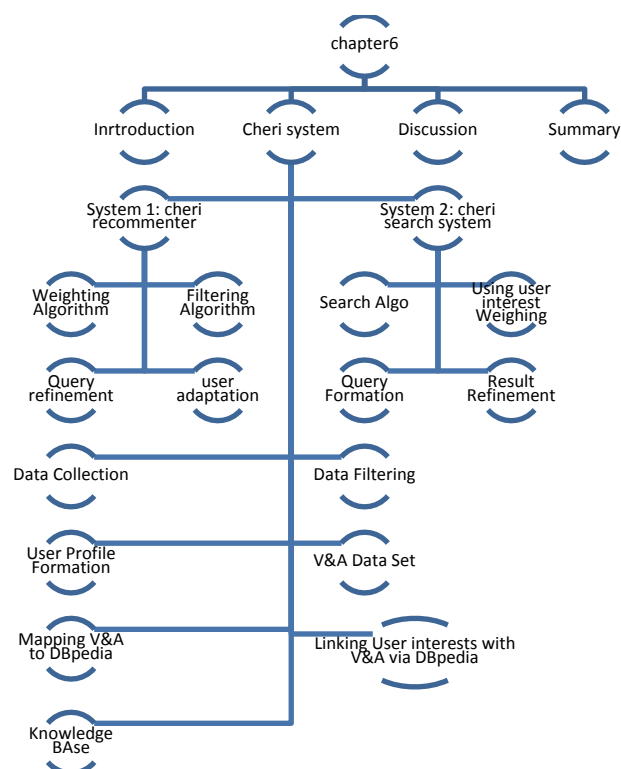 chapter6
Inrtroduction
Cheri system
Discussion
Summary
System 1: cheri
recommenter
System 2: cheri
search system
Weighting
Algorithm
Filtering
Algorithm
Search Algo
Using user
interest
Weighing
Query
refinement
user
adaptation
Query
Formation
Result
Refinement
Data Collection
Data Filtering
User Profile
Formation
V&A Data Set
Mapping V&A
to DBpedia
Linking User interests with
V&A via DBpedia
Knowledge
BAse